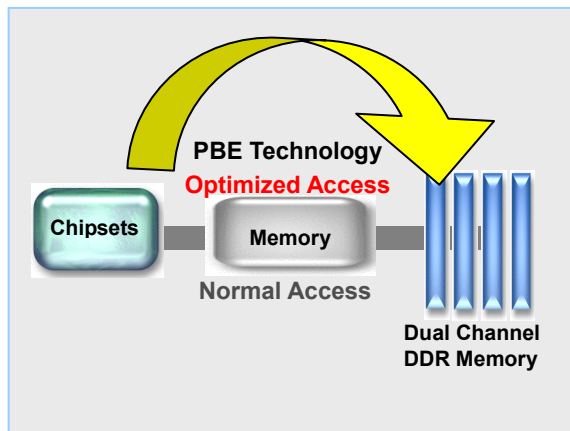 PBE Technology
Optimized Access
Chipsets
Memory
Normal Access
Dual Channel
DDR Memory